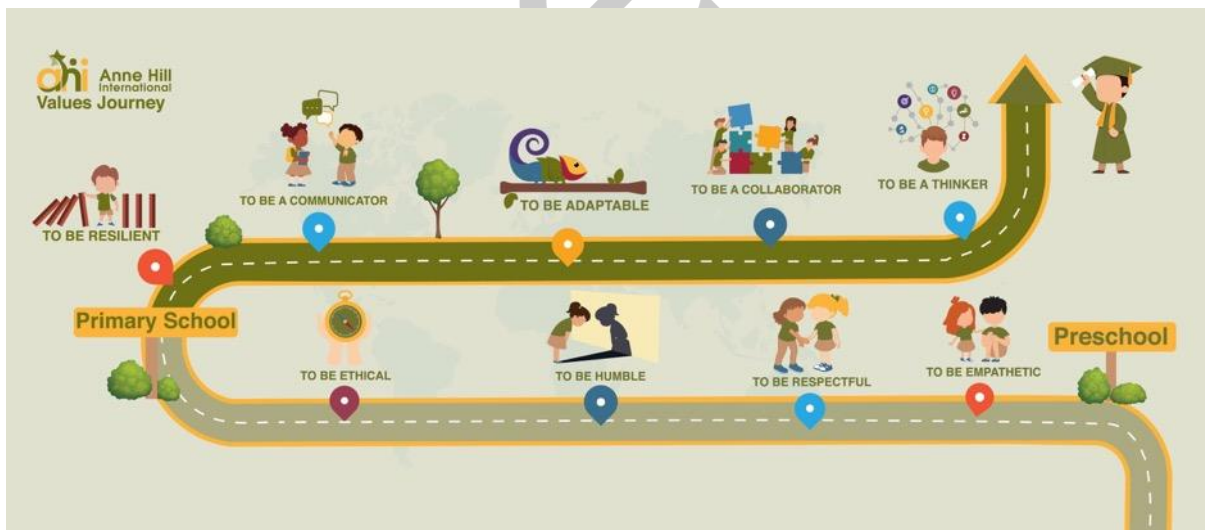 ahi Anne Hill
International
Values Journey
TO BE RESILIENT
TO BE A COMMUNICATOR
TO BE ADAPTABLE
TO BE A COLLABORATOR
TO BE A THINKER
Primary School
TO BE ETHICAL
TO BE HUMBLE
TO BE RESPECTFUL
TO BE EMPATHETIC
Preschool